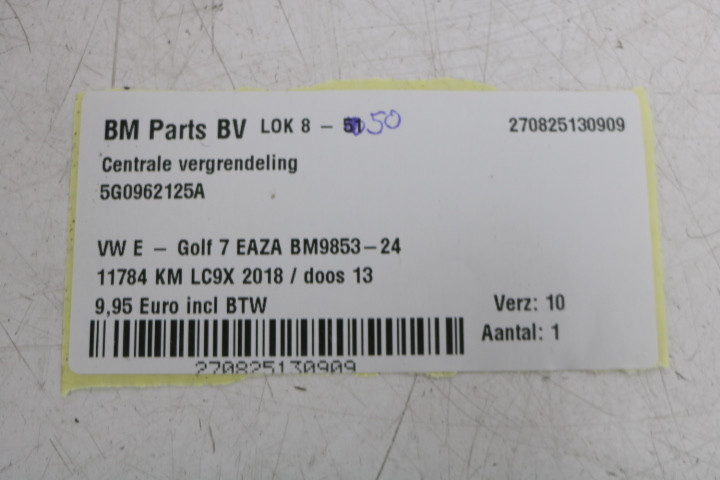 BM Parts BV LOK 8 - 51 50 270825130909
Centrale vergrendeling
5G0962125A
VW E - Golf 7 EAZA BM9853-24
11784 KM LC9X 2018 / doos 13
9,95 Euro incl BTW Verz: 10
Aantal: 1
270825130909